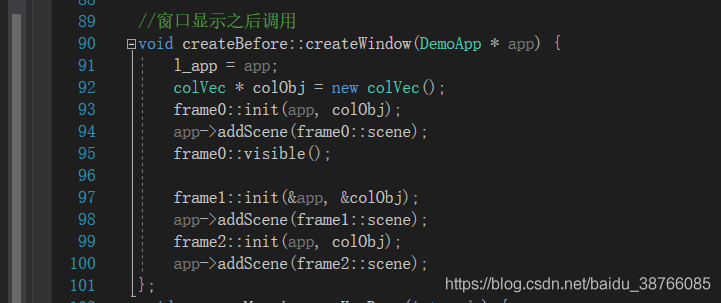 89 //窗口显示之后调用
90 void createBefore::createWindow(DemoApp * app) {
91 l_app = app;
92 colVec * colObj = new colVec();
93 frame0::init(app, colObj);
94 app->addScene(frame0::scene);
95 frame0::visible();
96
97 frame1::init(&app, &colObj);
98 app->addScene(frame1::scene);
99 frame2::init(app, colObj);
100 app->addScene(frame2::scene);
101 };
https://blog.csdn.net/baidu_38766085